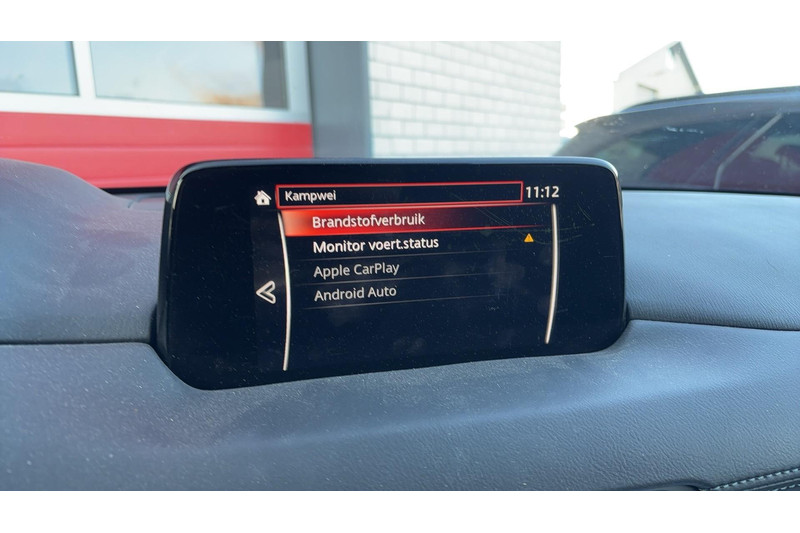 Kampwei
11:12
Brandstofverbruik
Monitor voert.status
Apple CarPlay
Android Auto